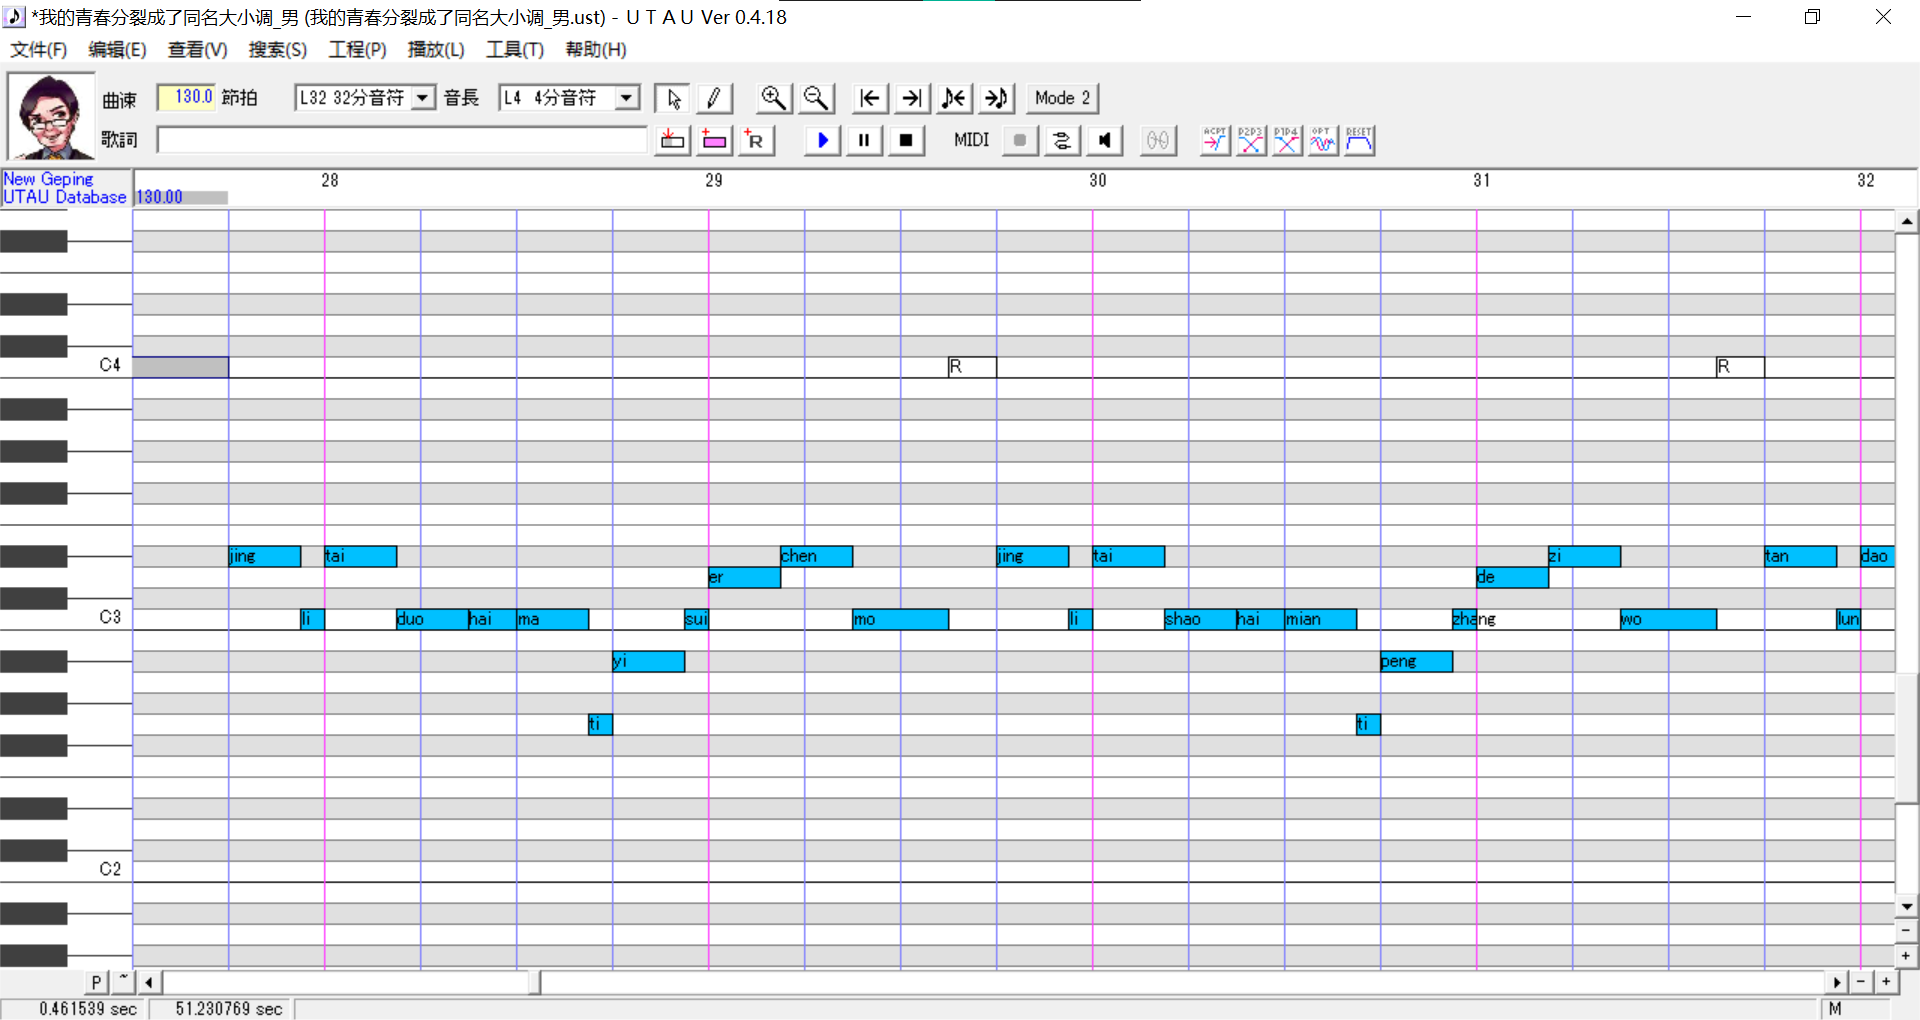 *我的青春分裂成了同名大小调_男 (我的青春分裂成了同名大小调_男.ust) - U T A U Ver 0.4.18
文件(F) 编辑(E) 查看(V) 搜索(S) 工程(P) 播放(L) 工具(T) 帮助(H)
曲速 130.0 節拍 L32 32分音符 音長 L4 4分音符 Mode 2
歌詞 R MIDI ACPT P2P3 P1P4 OPT RESET
New Geping
UTAU Database
130.00
28 29 30 31 32
C4 R R
jing tai chen jing tai zi tan dao
er de
C3 li duo hai ma sui mo li shao hai mian zhang wo lun
yi peng
ti ti
C2
P ~ - +
0.461539 sec 51.230769 sec M